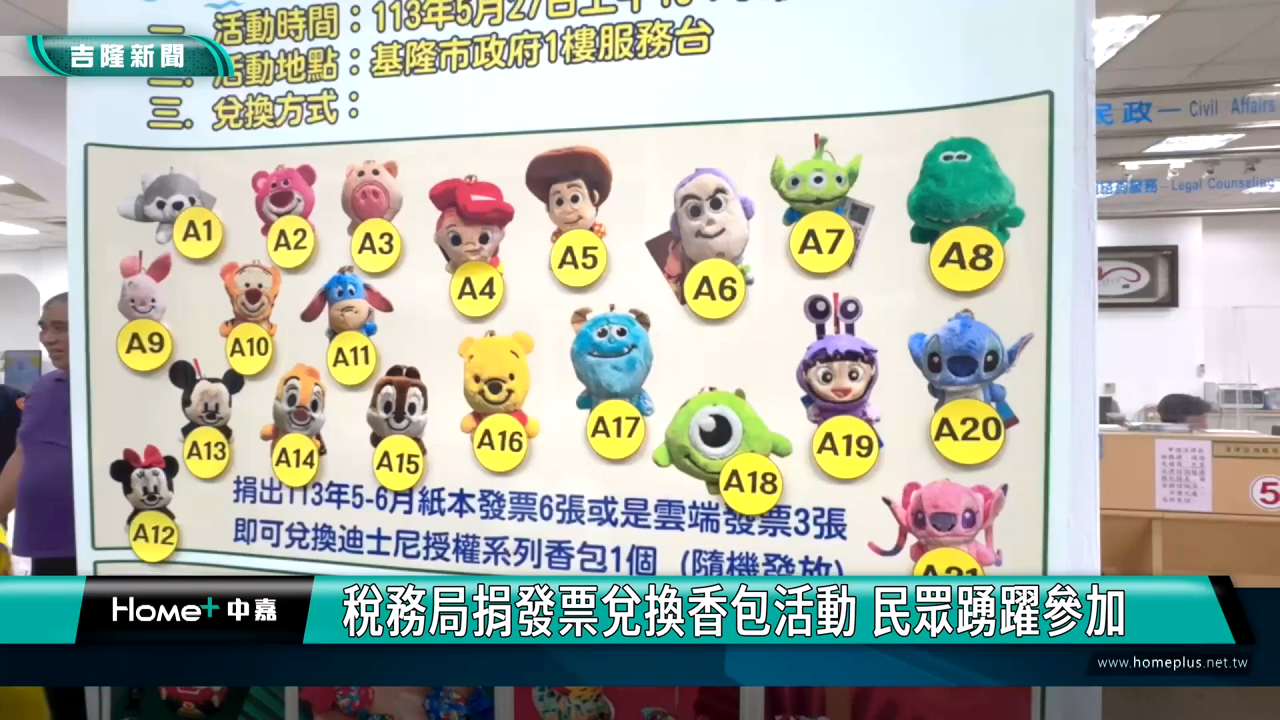 吉隆新聞
活動時間：113年5月27日上午
二. 活動地點：基隆市政府1樓服務台
三. 兌換方式：
民政－Civil Affairs
Legal Counseling
A1
A2
A3
A4
A5
A6
A7
A8
A9
A10
A11
A12
A13
A14
A15
A16
A17
A18
A19
A20
A21
捐出113年5-6月紙本發票6張或是雲端發票3張
即可兌換迪士尼授權系列香包1個 (隨機發放)
5
Home+ 中嘉
稅務局捐發票兌換香包活動 民眾踴躍參加
www.homeplus.net.tw